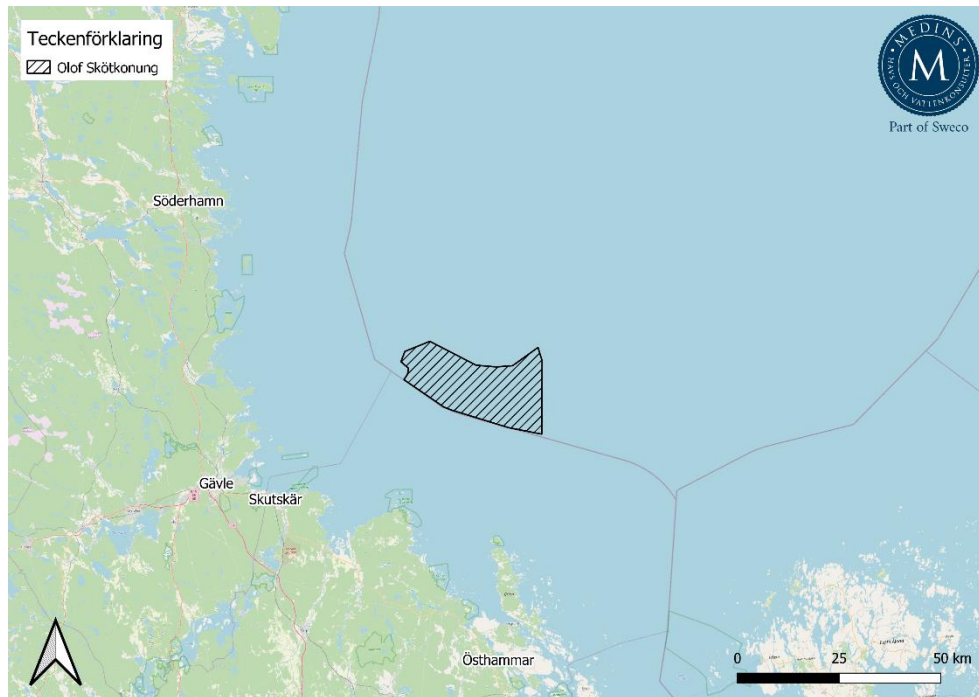 Teckenförklaring
Olof Skötkonung
MEDINS
HAVS OCH VATTENKONSULTER
M
Part of Sweco
Söderhamn
Gävle
Skutskär
Östhammar
0 25 50 km